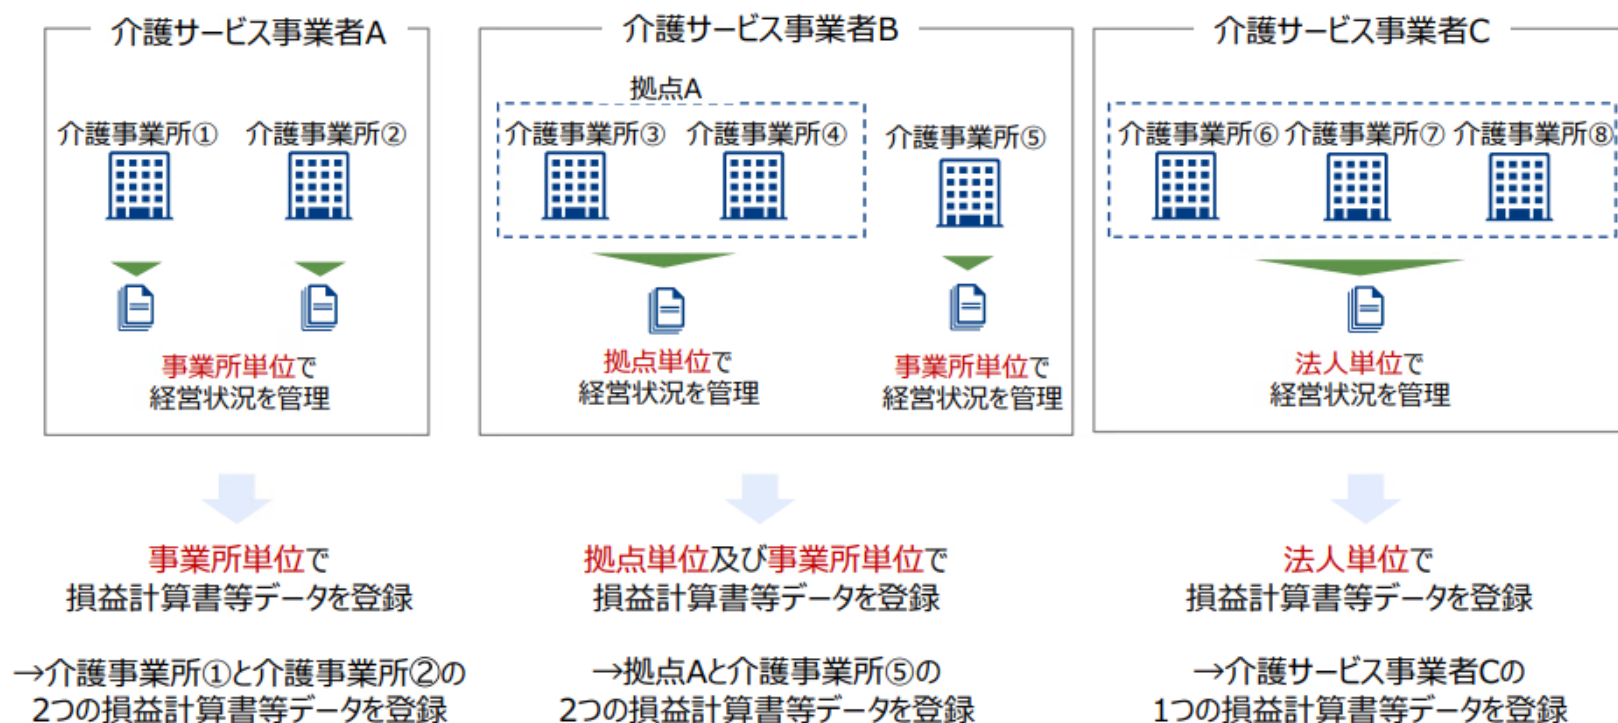 介護サービス事業者A
介護事業所①
介護事業所②
事業所単位で
経営状況を管理
事業所単位で
損益計算書等データを登録
→介護事業所①と介護事業所②の
2つの損益計算書等データを登録
介護サービス事業者B
拠点A
介護事業所③
介護事業所④
介護事業所⑤
拠点単位で
経営状況を管理
事業所単位で
経営状況を管理
拠点単位及び事業所単位で
損益計算書等データを登録
→拠点Aと介護事業所⑤の
2つの損益計算書等データを登録
介護サービス事業者C
介護事業所⑥
介護事業所⑦
介護事業所⑧
法人単位で
経営状況を管理
法人単位で
損益計算書等データを登録
→介護サービス事業者Cの
1つの損益計算書等データを登録